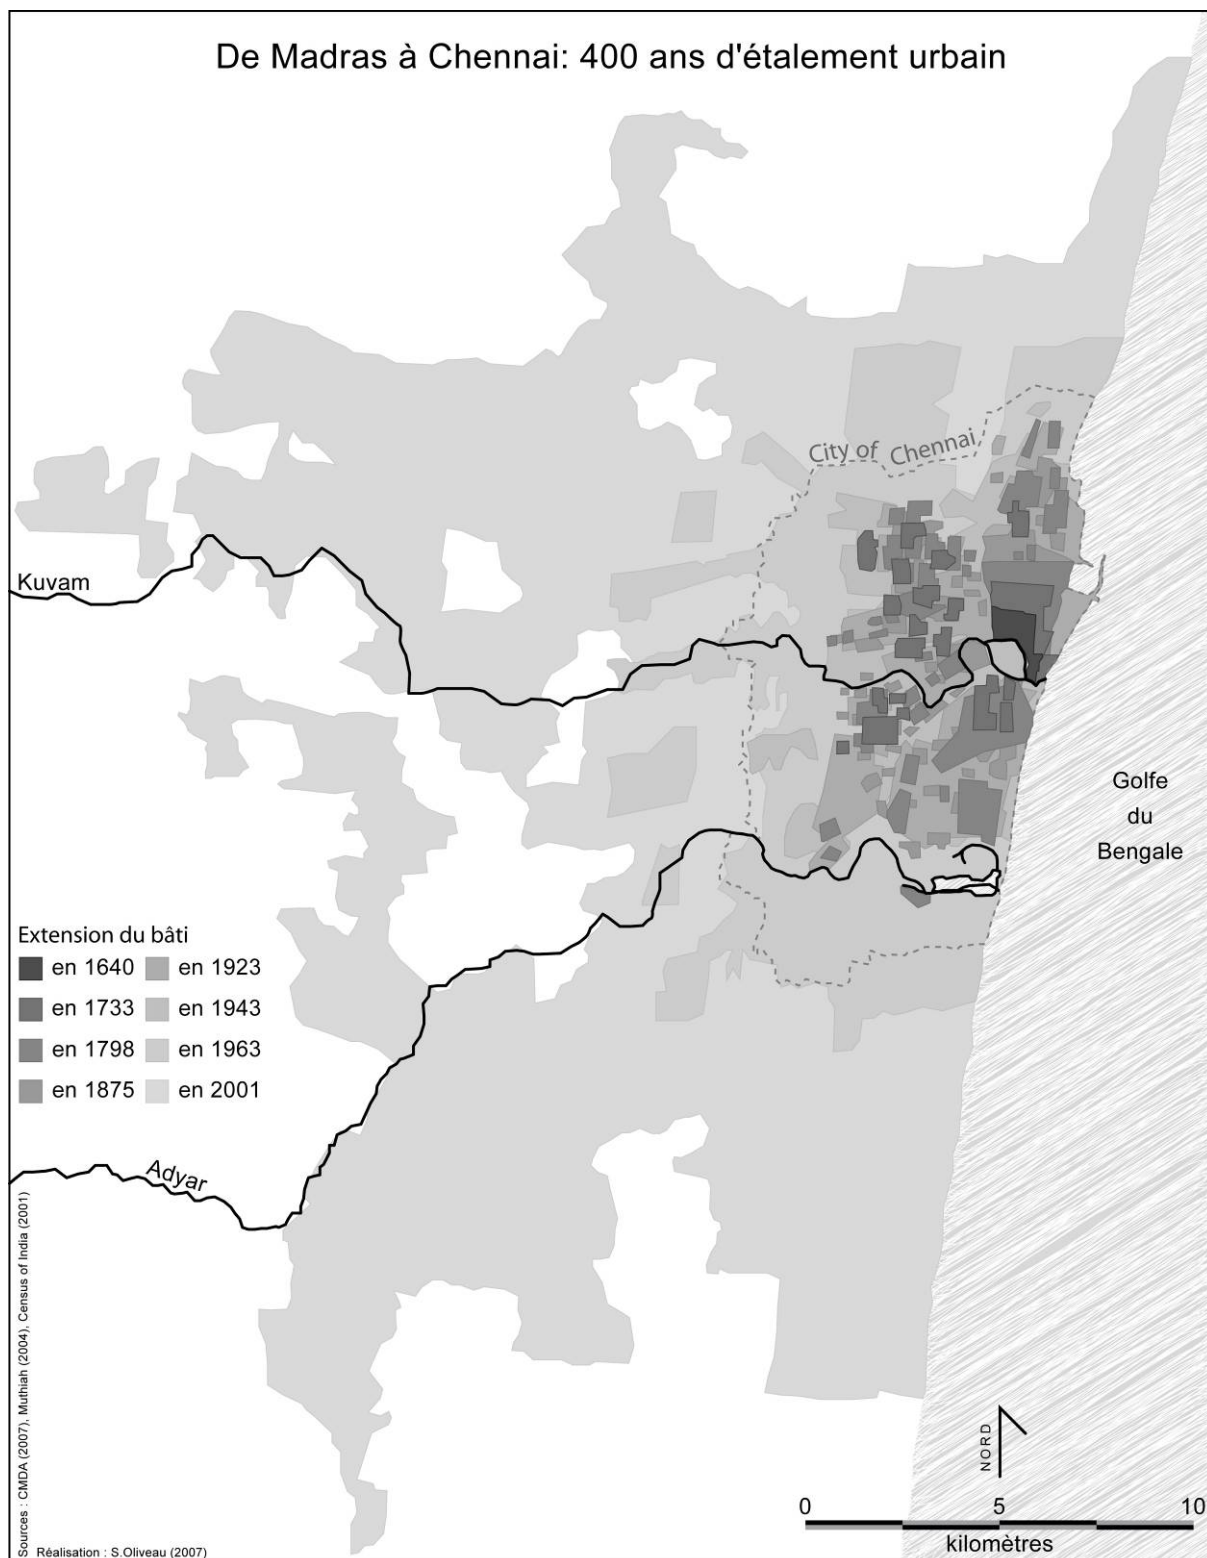 De Madras à Chennai: 400 ans d'étalement urbain
City of Chennai
Kuvam
Golfe
du
Bengale
Extension du bâti
en 1640
en 1923
en 1733
en 1943
en 1798
en 1963
en 1875
en 2001
Adyar
NORD
0 5 10
kilomètres
Sources : CMDA (2007), Muthiah (2004), Census of India (2001)
Réalisation : S.Oliveau (2007)